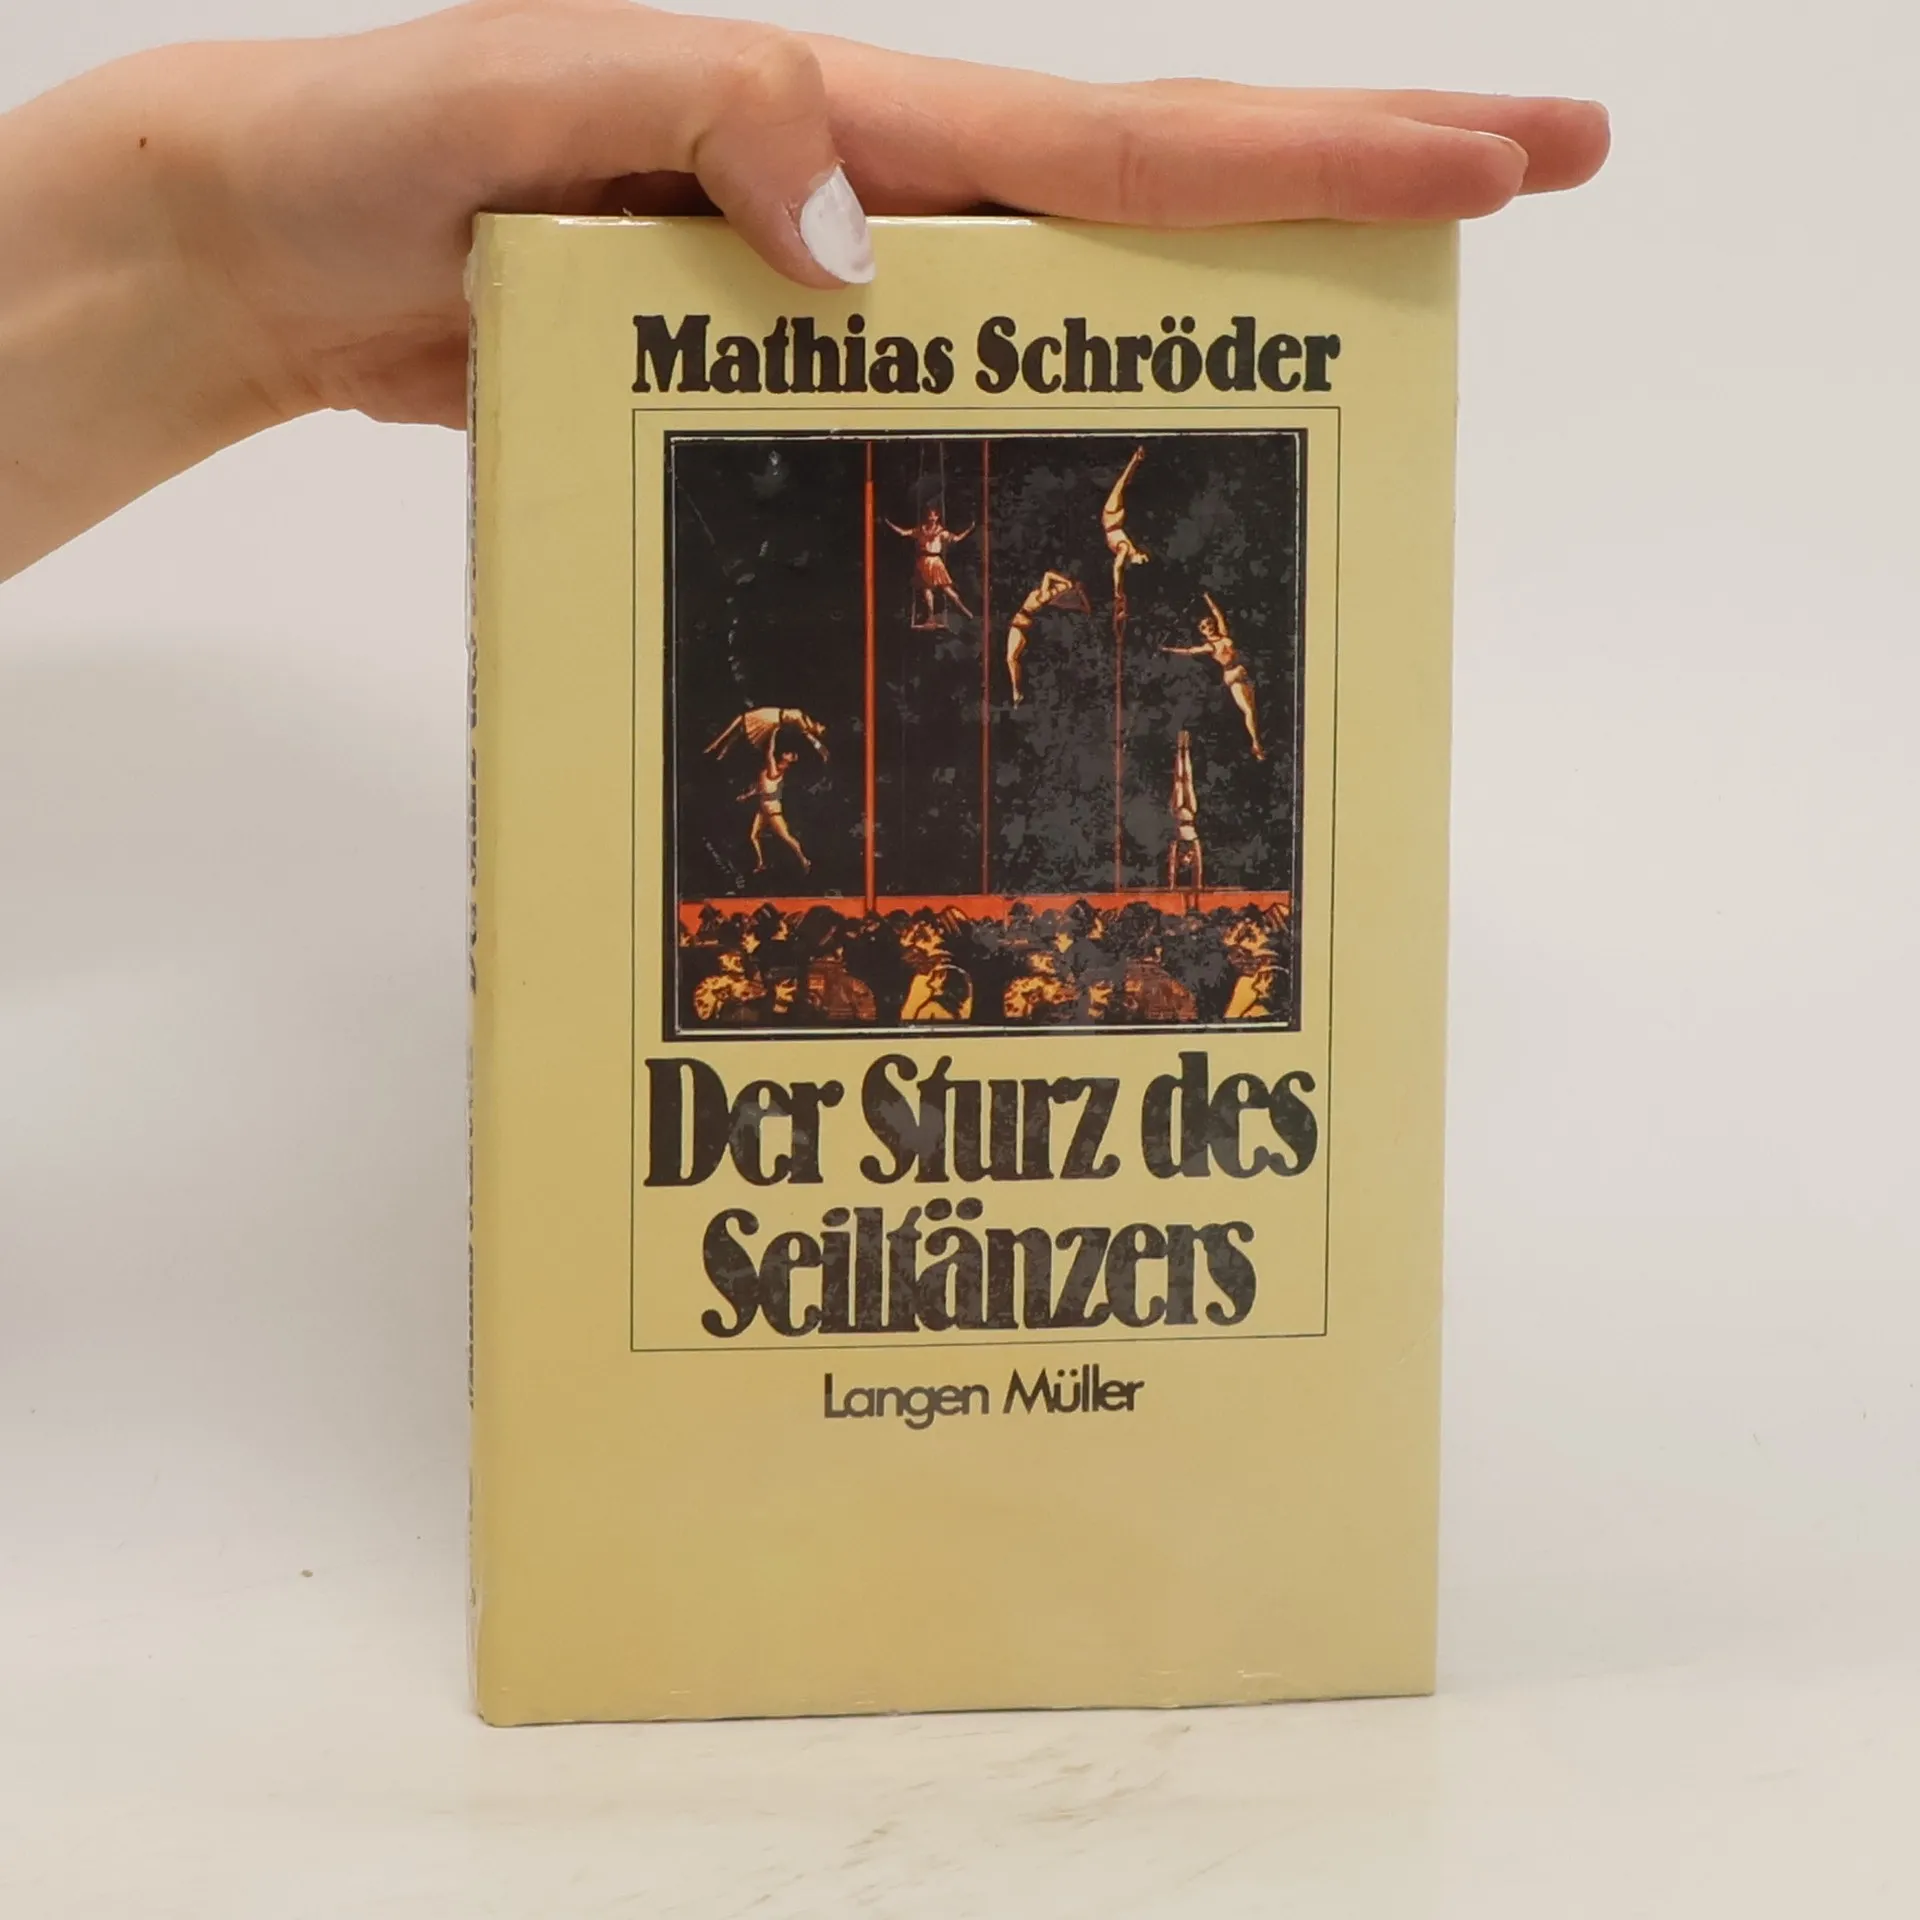 Mathias Schröder
Der Sturz des
Seiltänzers
Langen Müller